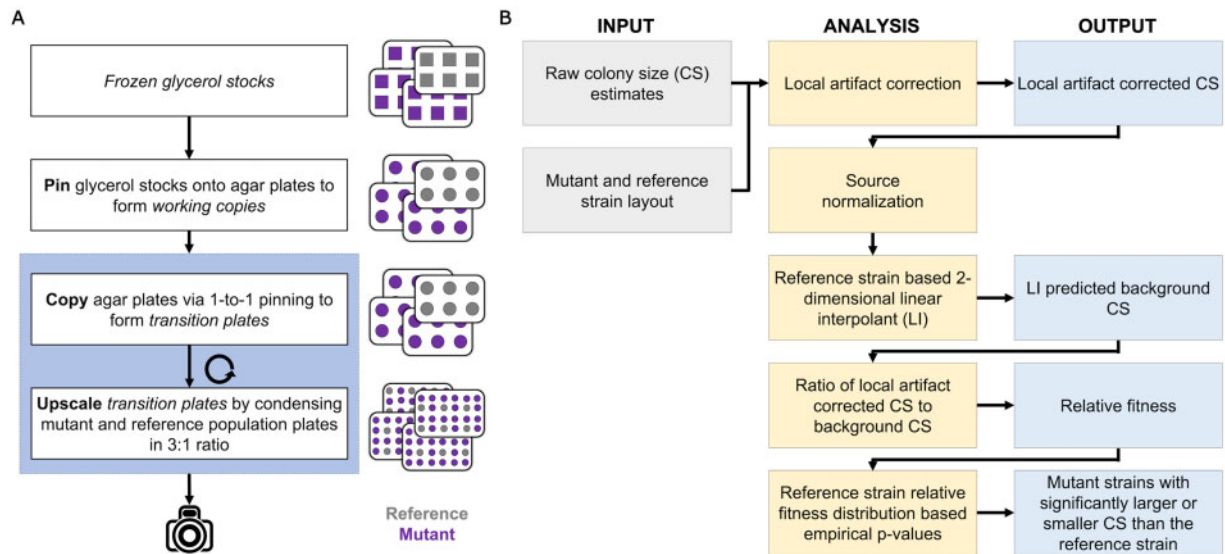 A
Frozen glycerol stocks
Pin glycerol stocks onto agar plates to
form working copies
Copy agar plates via 1-to-1 pinning to
form transition plates
Upscale transition plates by condensing
mutant and reference population plates
in 3:1 ratio
Reference
Mutant
B
INPUT
ANALYSIS
OUTPUT
Raw colony size (CS)
estimates
Local artifact correction
Local artifact corrected CS
Mutant and reference
strain layout
Source
normalization
Reference strain based 2-
dimensional linear
interpolant (LI)
LI predicted background
CS
Ratio of local artifact
corrected CS to
background CS
Relative fitness
Reference strain relative
fitness distribution based
empirical p-values
Mutant strains with
significantly larger or
smaller CS than the
reference strain